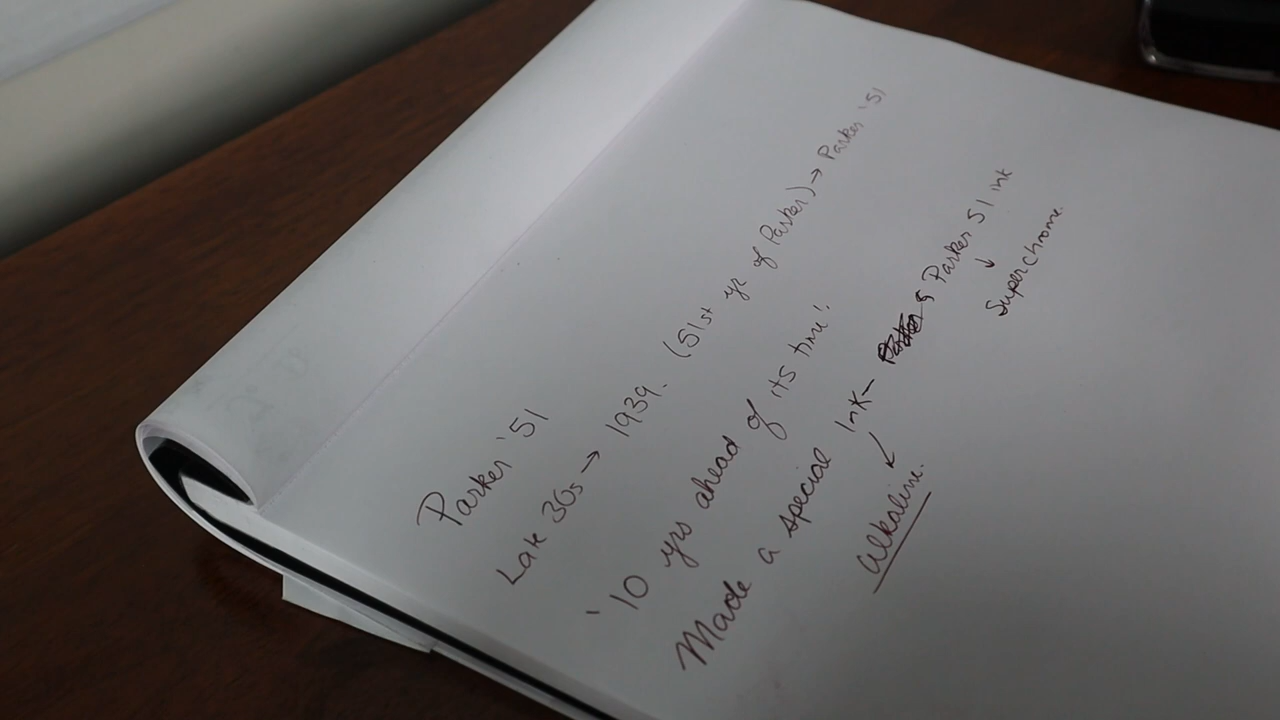 Parker '51
Late 30s → 1939. (51st yr of Parker) → Parker '51
'10 yrs ahead of its time'.
Made a special Ink- Parker 51 ink
↓
Superchrome.
Alkaline.